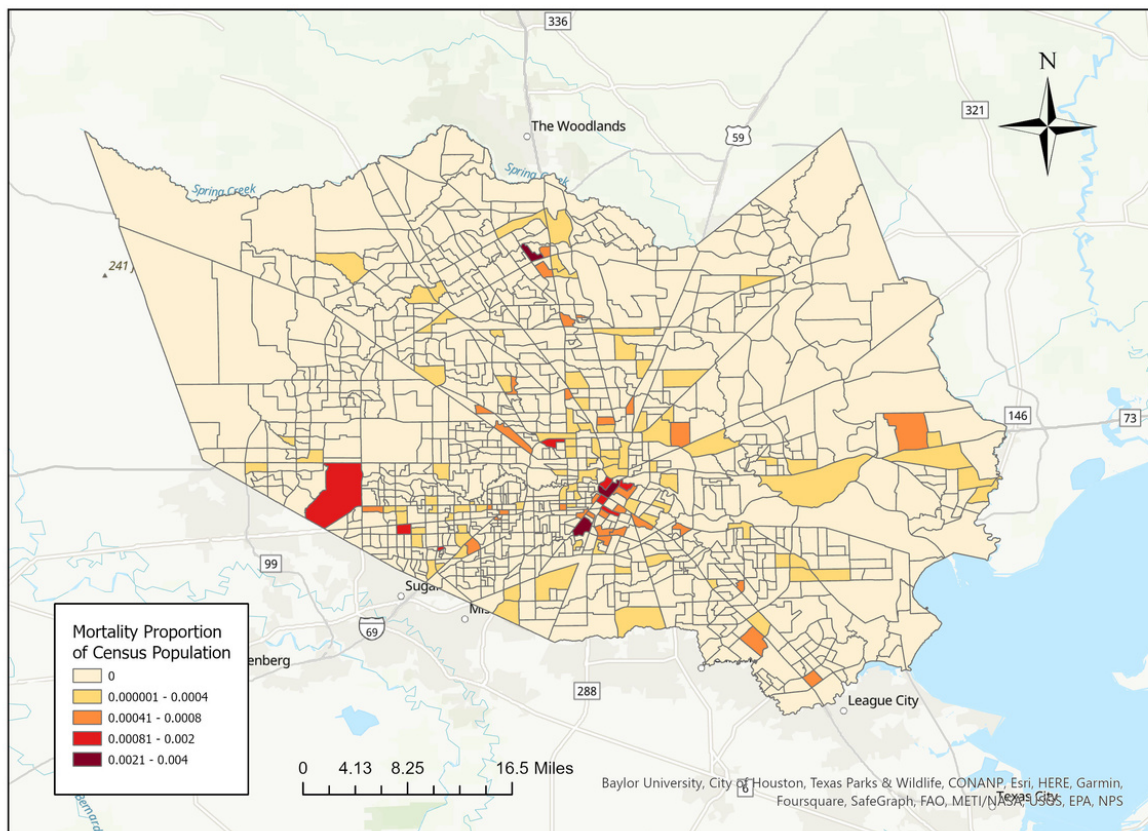 336
N
321
The Woodlands
59
Spring Creek
Spring Creek
241
146
73
99
Sugar
69
Mortality Proportion
of Census Population
0
0.000001 - 0.0004
0.00041 - 0.0008
0.00081 - 0.002
0.0021 - 0.004
enberg
288
League City
0 4.13 8.25 16.5 Miles
6
Baylor University, City of Houston, Texas Parks & Wildlife, CONANP, Esri, HERE, Garmin,
Foursquare, SafeGraph, FAO, METI/NASA, USGS, EPA, NPS
Texas City
Bernard